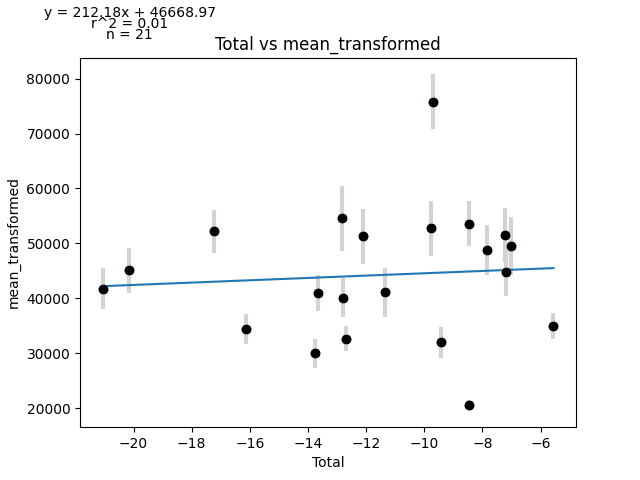 y = 212.18x + 46668.97
r^2 = 0.01
n = 21
Total vs mean_transformed
80000
70000
60000
50000
40000
30000
20000
mean_transformed
−20
−18
−16
−14
−12
−10
−8
−6
Total